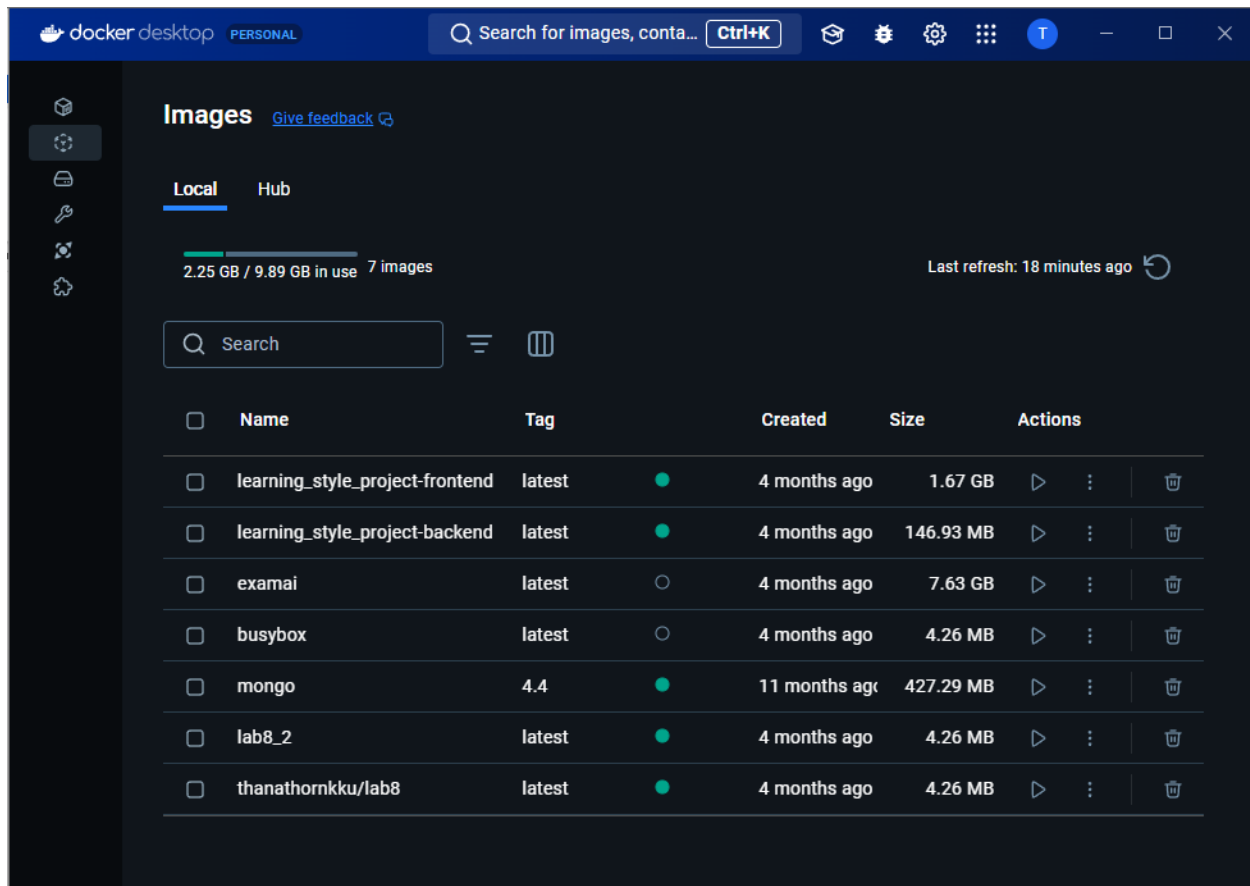 docker desktop PERSONAL Search for images, conta... Ctrl+K T
Images Give feedback
Local Hub
2.25 GB / 9.89 GB in use 7 images Last refresh: 18 minutes ago
Search
Name Tag Created Size Actions
learning_style_project-frontend latest 4 months ago 1.67 GB
learning_style_project-backend latest 4 months ago 146.93 MB
examai latest 4 months ago 7.63 GB
busybox latest 4 months ago 4.26 MB
mongo 4.4 11 months ago 427.29 MB
lab8_2 latest 4 months ago 4.26 MB
thanathornkku/lab8 latest 4 months ago 4.26 MB